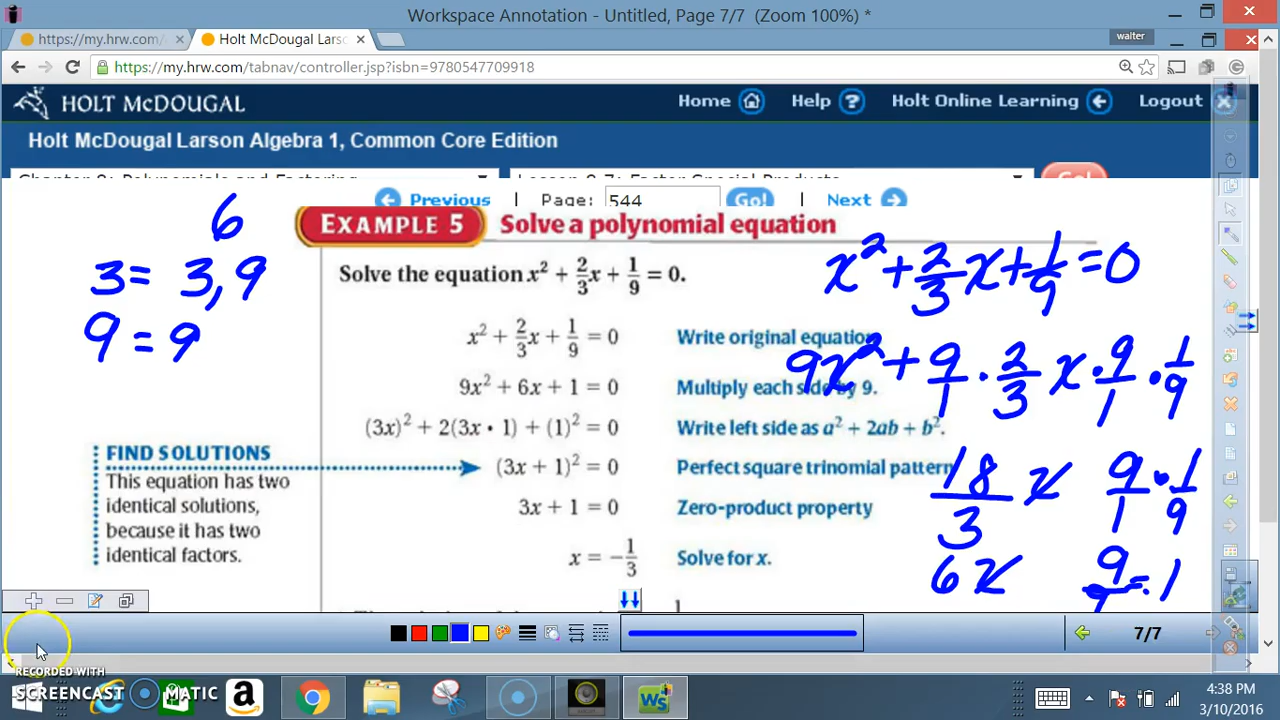 Workspace Annotation - Untitled, Page 7/7 (Zoom 100%) *
https://my.hrw.com/
Holt McDougal Lars
walter
https://my.hrw.com/tabnav/controller.jsp?isbn=9780547709918
HOLT McDOUGAL
Home
Help
Holt Online Learning
Logout
Holt McDougal Larson Algebra 1, Common Core Edition
Previous | Page: 544 Go! | Next
EXAMPLE 5 Solve a polynomial equation
Solve the equation x² + 2/3x + 1/9 = 0.
x² + 2/3x + 1/9 = 0 Write original equation
9x² + 6x + 1 = 0 Multiply each side by 9.
(3x)² + 2(3x • 1) + (1)² = 0 Write left side as a² + 2ab + b².
(3x + 1)² = 0 Perfect square trinomial pattern
3x + 1 = 0 Zero-product property
x = -1/3 Solve for x.
FIND SOLUTIONS
This equation has two
identical solutions,
because it has two
identical factors.
6
3 = 3, 9
9 = 9
x² + 2/3 x + 1/9 = 0
9x² + 9/1 · 2/3 x · 9/1 · 1/9
18/3 x 9/1 · 1/9
6x 9/9 = 1
7/7
RECORDED WITH
SCREENCAST MATIC
4:38 PM
3/10/2016